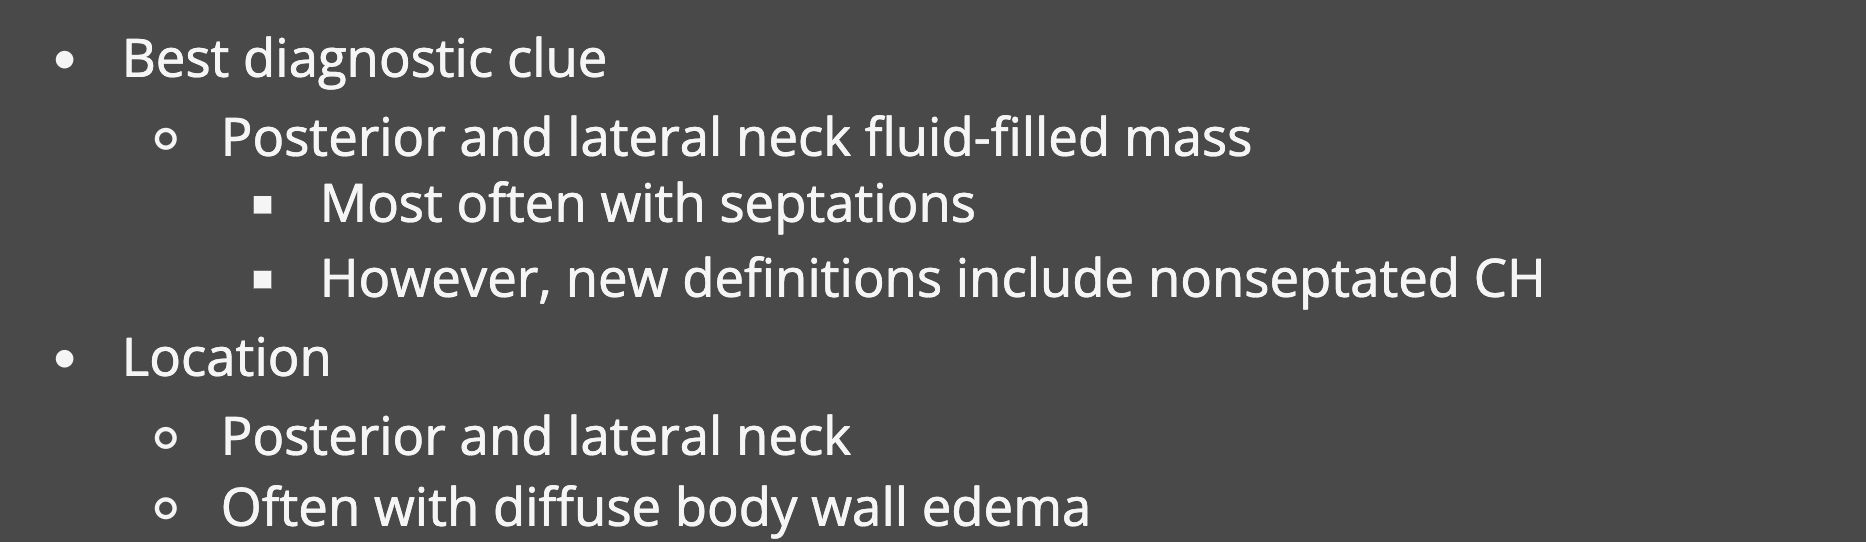 • Best diagnostic clue
○ Posterior and lateral neck fluid-filled mass
▪ Most often with septations
▪ However, new definitions include nonseptated CH
• Location
○ Posterior and lateral neck
○ Often with diffuse body wall edema